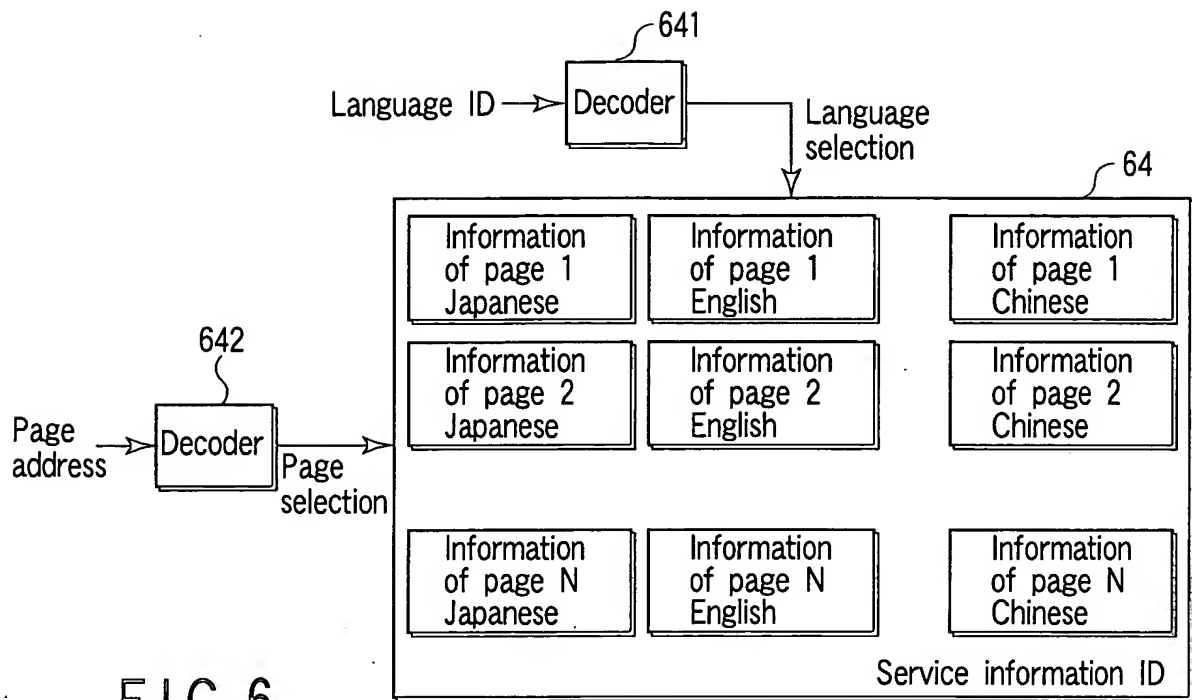 641
Language ID
Decoder
Language
selection
64
Information
of page 1
Japanese
Information
of page 1
English
Information
of page 1
Chinese
642
Information
of page 2
Japanese
Information
of page 2
English
Information
of page 2
Chinese
Page
address
Decoder
Page
selection
Information
of page N
Japanese
Information
of page N
English
Information
of page N
Chinese
Service information ID
FIG. 6